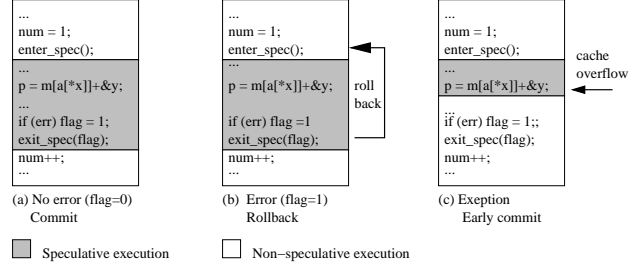 ...
num = 1;
enter_spec();
...
p = m[a[*x]]+&y;
...
if (err) flag = 1;
exit_spec(flag);
num++;
...
(a) No error (flag=0)
Commit
...
num = 1;
enter_spec();
...
p = m[a[*x]]+&y;
if (err) flag =1
exit_spec(flag);
num++;
...
roll
back
(b) Error (flag=1)
Rollback
...
num = 1;
enter_spec();
...
p = m[a[*x]]+&y;
...
if (err) flag = 1;;
exit_spec(flag);
num++;
...
cache
overflow
(c) Exeption
Early commit
Speculative execution
Non−speculative execution